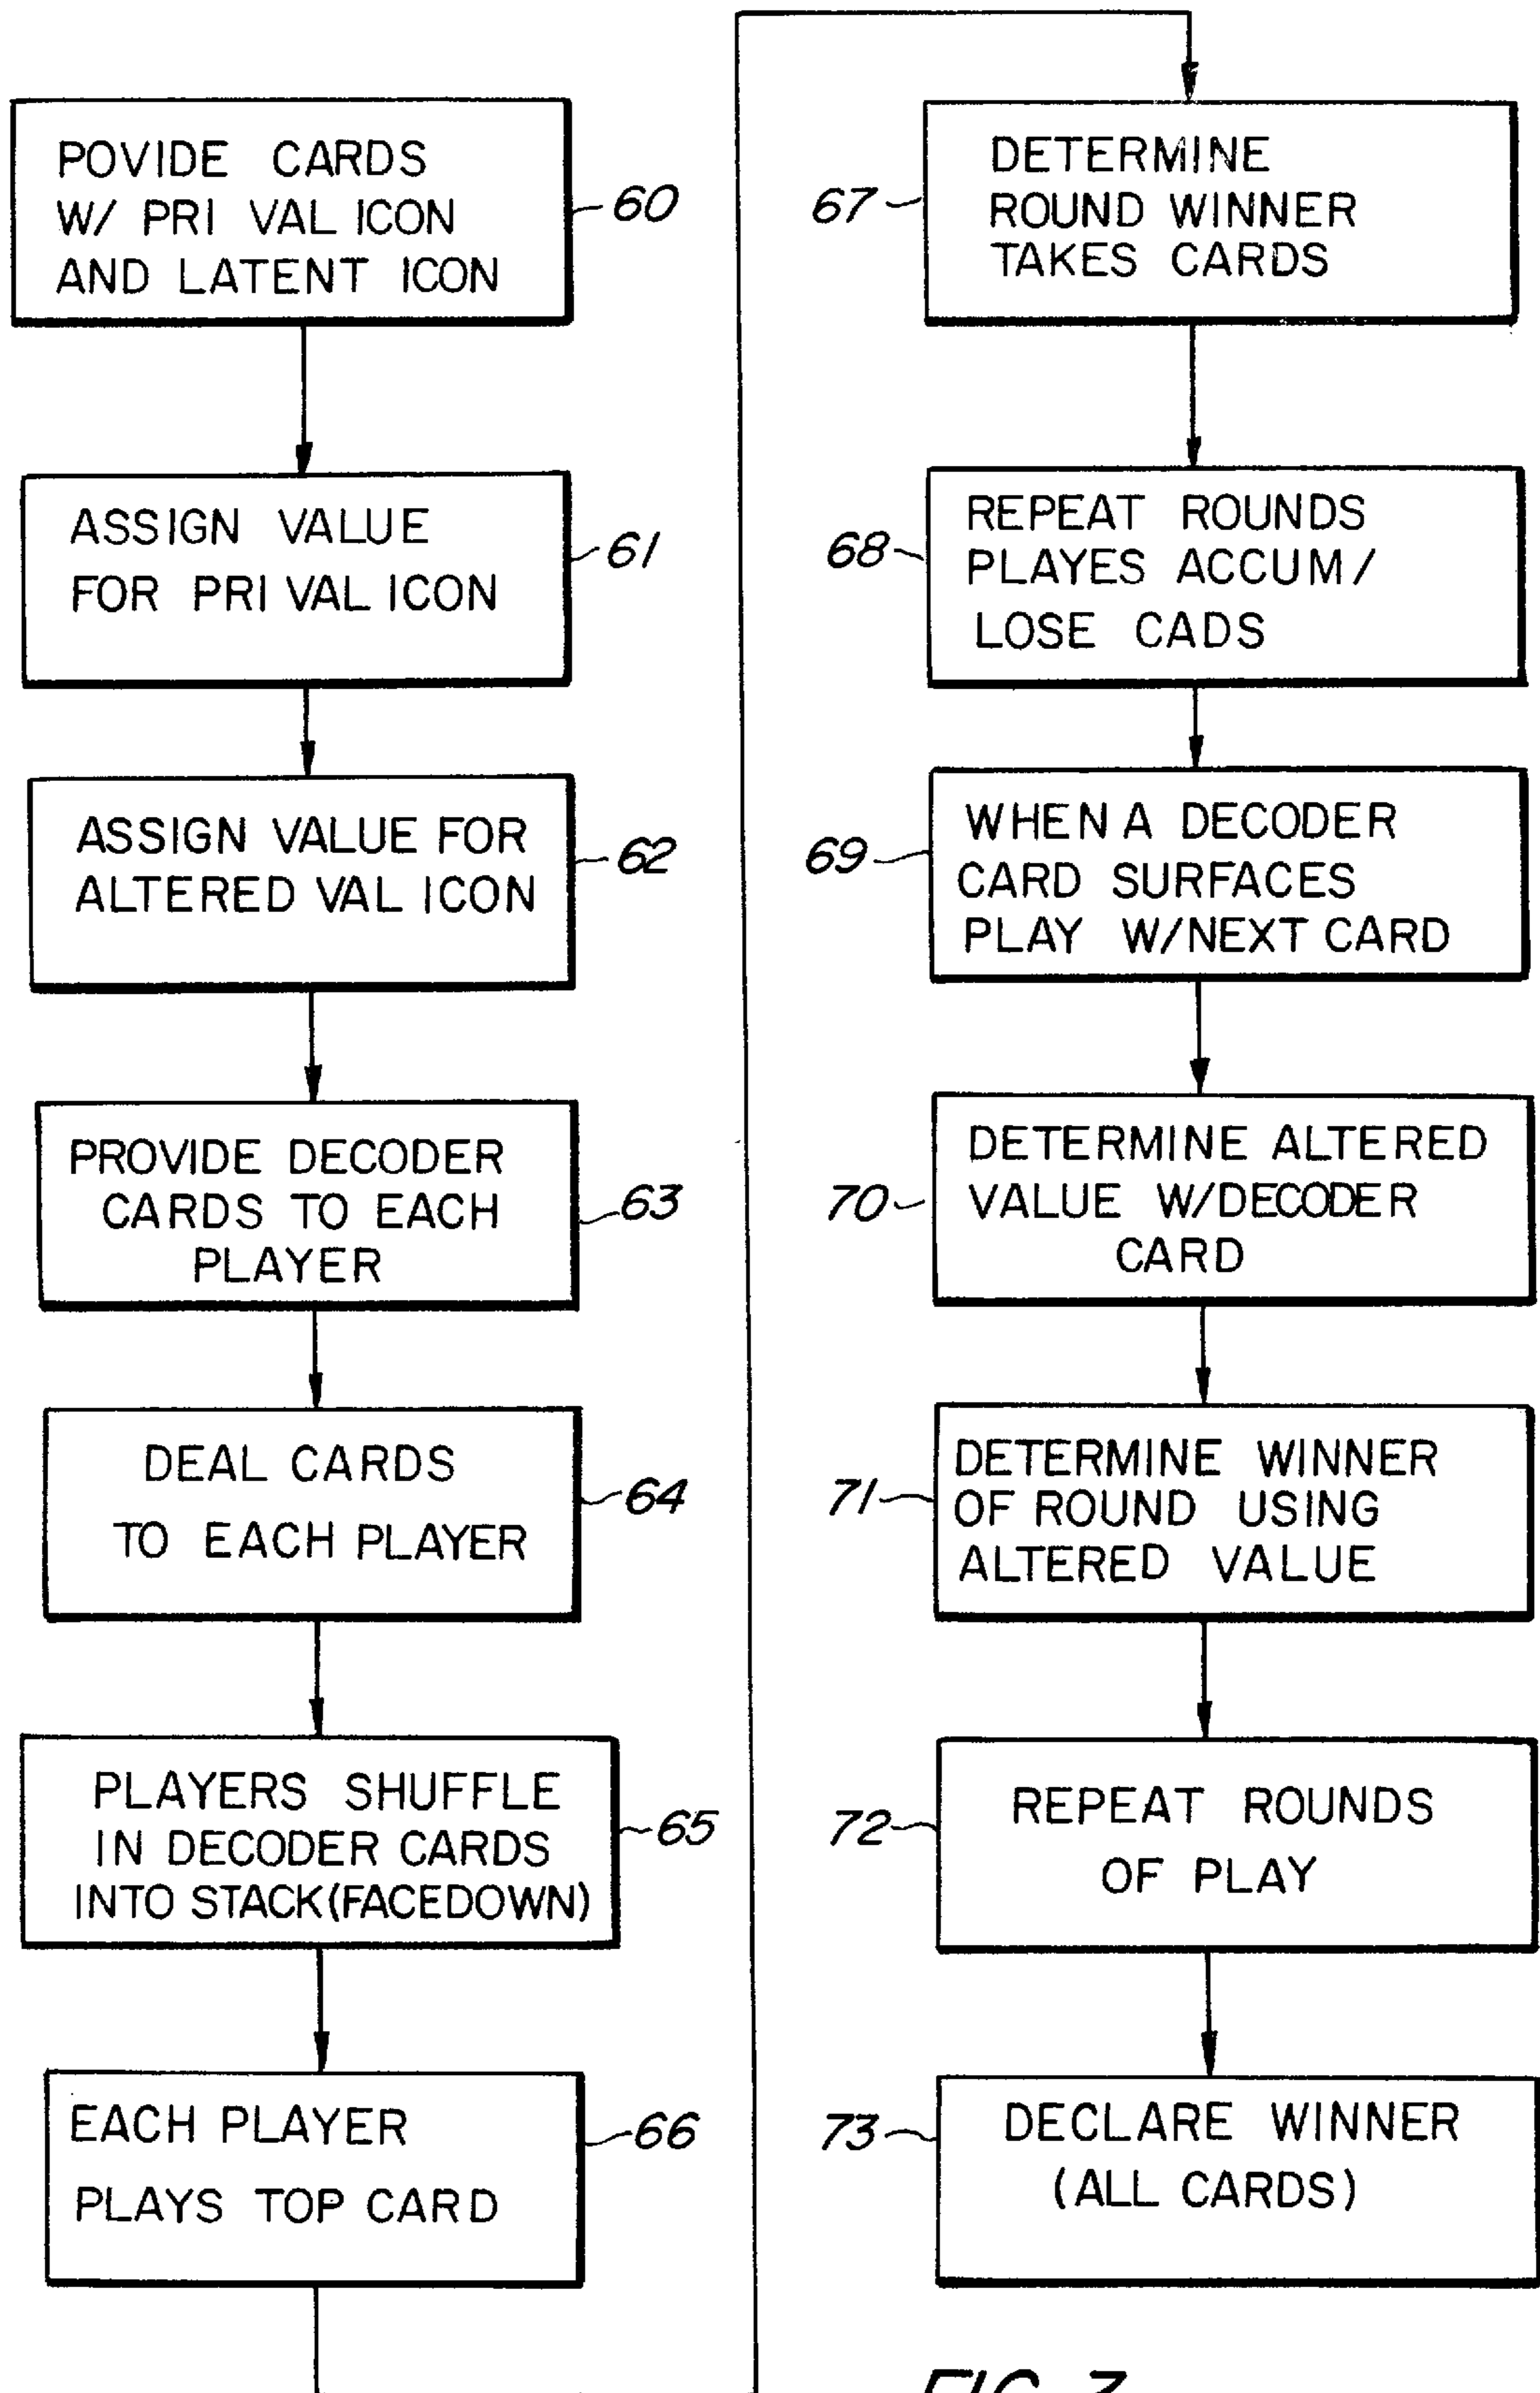 POVIDE CARDS
W/ PRI VAL ICON
AND LATENT ICON
60
ASSIGN VALUE
FOR PRI VAL ICON
61
ASSIGN VALUE FOR
ALTERED VAL ICON
62
PROVIDE DECODER
CARDS TO EACH
PLAYER
63
DEAL CARDS
TO EACH PLAYER
64
PLAYERS SHUFFLE
IN DECODER CARDS
INTO STACK (FACEDOWN)
65
EACH PLAYER
PLAYS TOP CARD
66
DETERMINE
ROUND WINNER
TAKES CARDS
67
REPEAT ROUNDS
PLAYES ACCUM/
LOSE CADS
68
WHEN A DECODER
CARD SURFACES
PLAY W/NEXT CARD
69
DETERMINE ALTERED
VALUE W/DECODER
CARD
70
DETERMINE WINNER
OF ROUND USING
ALTERED VALUE
71
REPEAT ROUNDS
OF PLAY
72
DECLARE WINNER
(ALL CARDS)
73